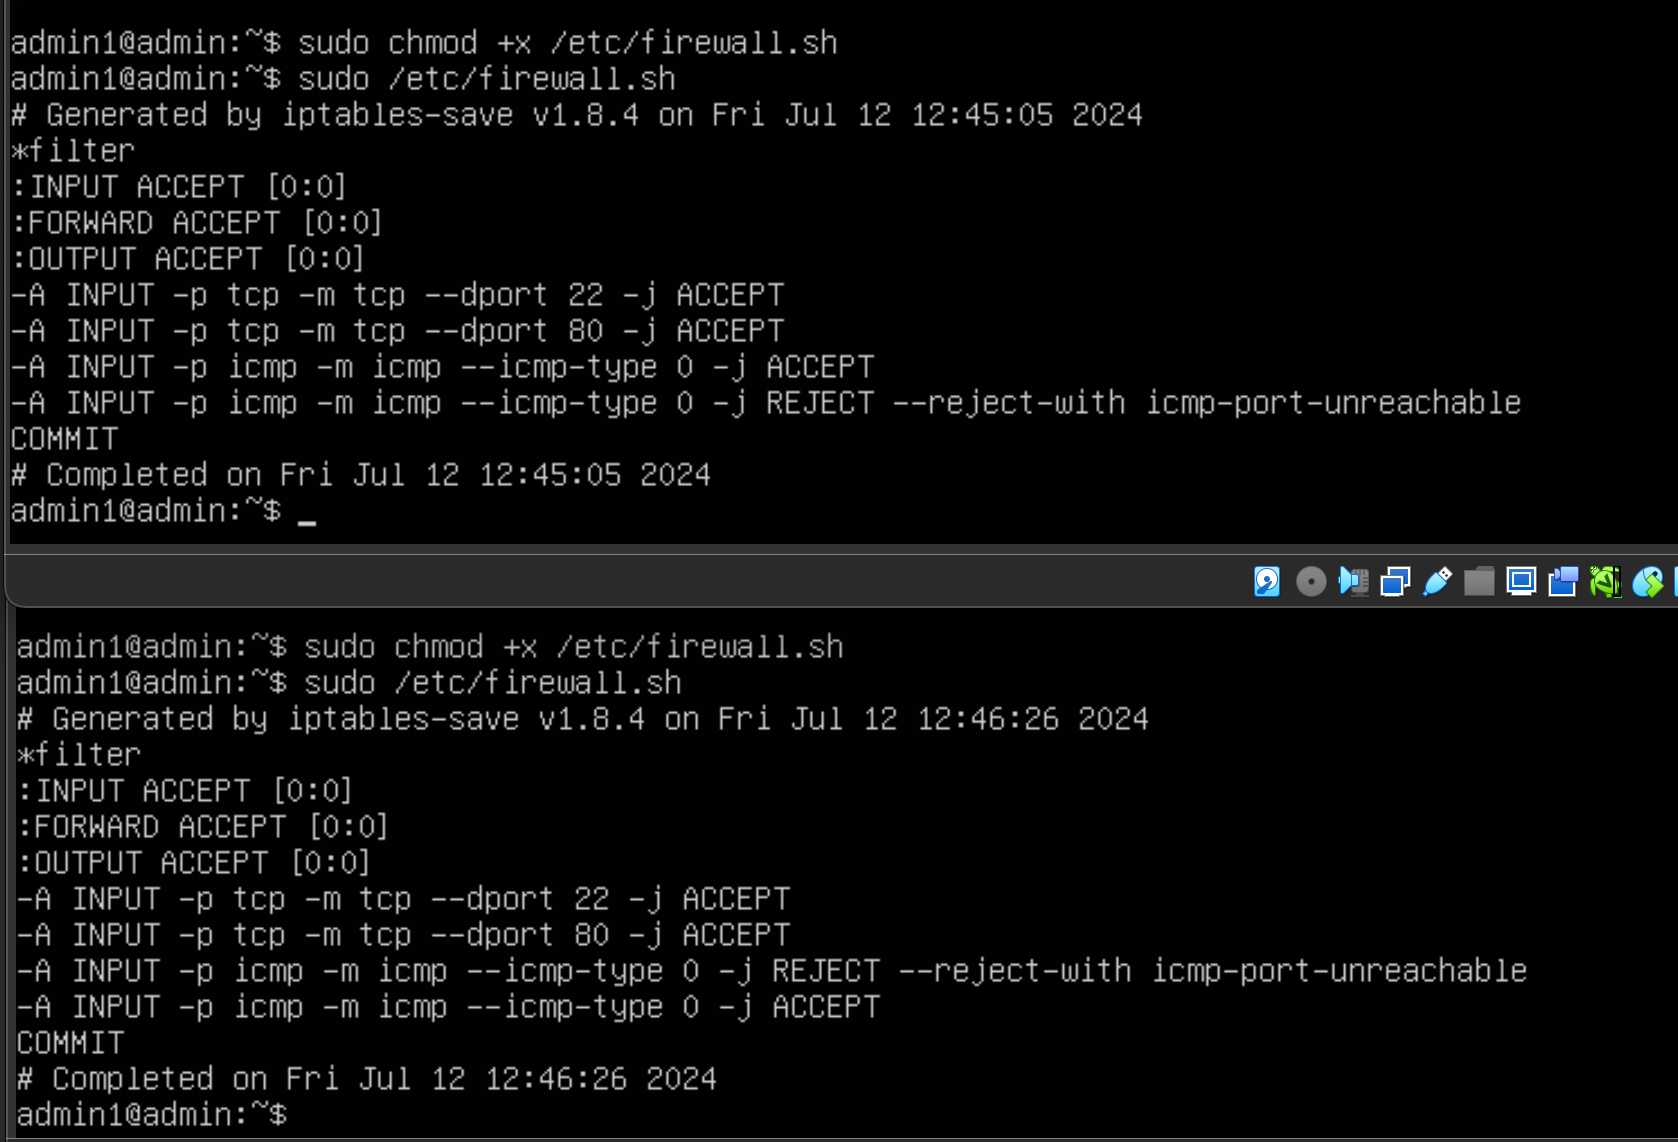 admin1@admin:~$ sudo chmod +x /etc/firewall.sh
admin1@admin:~$ sudo /etc/firewall.sh
# Generated by iptables-save v1.8.4 on Fri Jul 12 12:45:05 2024
*filter
:INPUT ACCEPT [0:0]
:FORWARD ACCEPT [0:0]
:OUTPUT ACCEPT [0:0]
-A INPUT -p tcp -m tcp --dport 22 -j ACCEPT
-A INPUT -p tcp -m tcp --dport 80 -j ACCEPT
-A INPUT -p icmp -m icmp --icmp-type 0 -j ACCEPT
-A INPUT -p icmp -m icmp --icmp-type 0 -j REJECT --reject-with icmp-port-unreachable
COMMIT
# Completed on Fri Jul 12 12:45:05 2024
admin1@admin:~$ _
admin1@admin:~$ sudo chmod +x /etc/firewall.sh
admin1@admin:~$ sudo /etc/firewall.sh
# Generated by iptables-save v1.8.4 on Fri Jul 12 12:46:26 2024
*filter
:INPUT ACCEPT [0:0]
:FORWARD ACCEPT [0:0]
:OUTPUT ACCEPT [0:0]
-A INPUT -p tcp -m tcp --dport 22 -j ACCEPT
-A INPUT -p tcp -m tcp --dport 80 -j ACCEPT
-A INPUT -p icmp -m icmp --icmp-type 0 -j REJECT --reject-with icmp-port-unreachable
-A INPUT -p icmp -m icmp --icmp-type 0 -j ACCEPT
COMMIT
# Completed on Fri Jul 12 12:46:26 2024
admin1@admin:~$